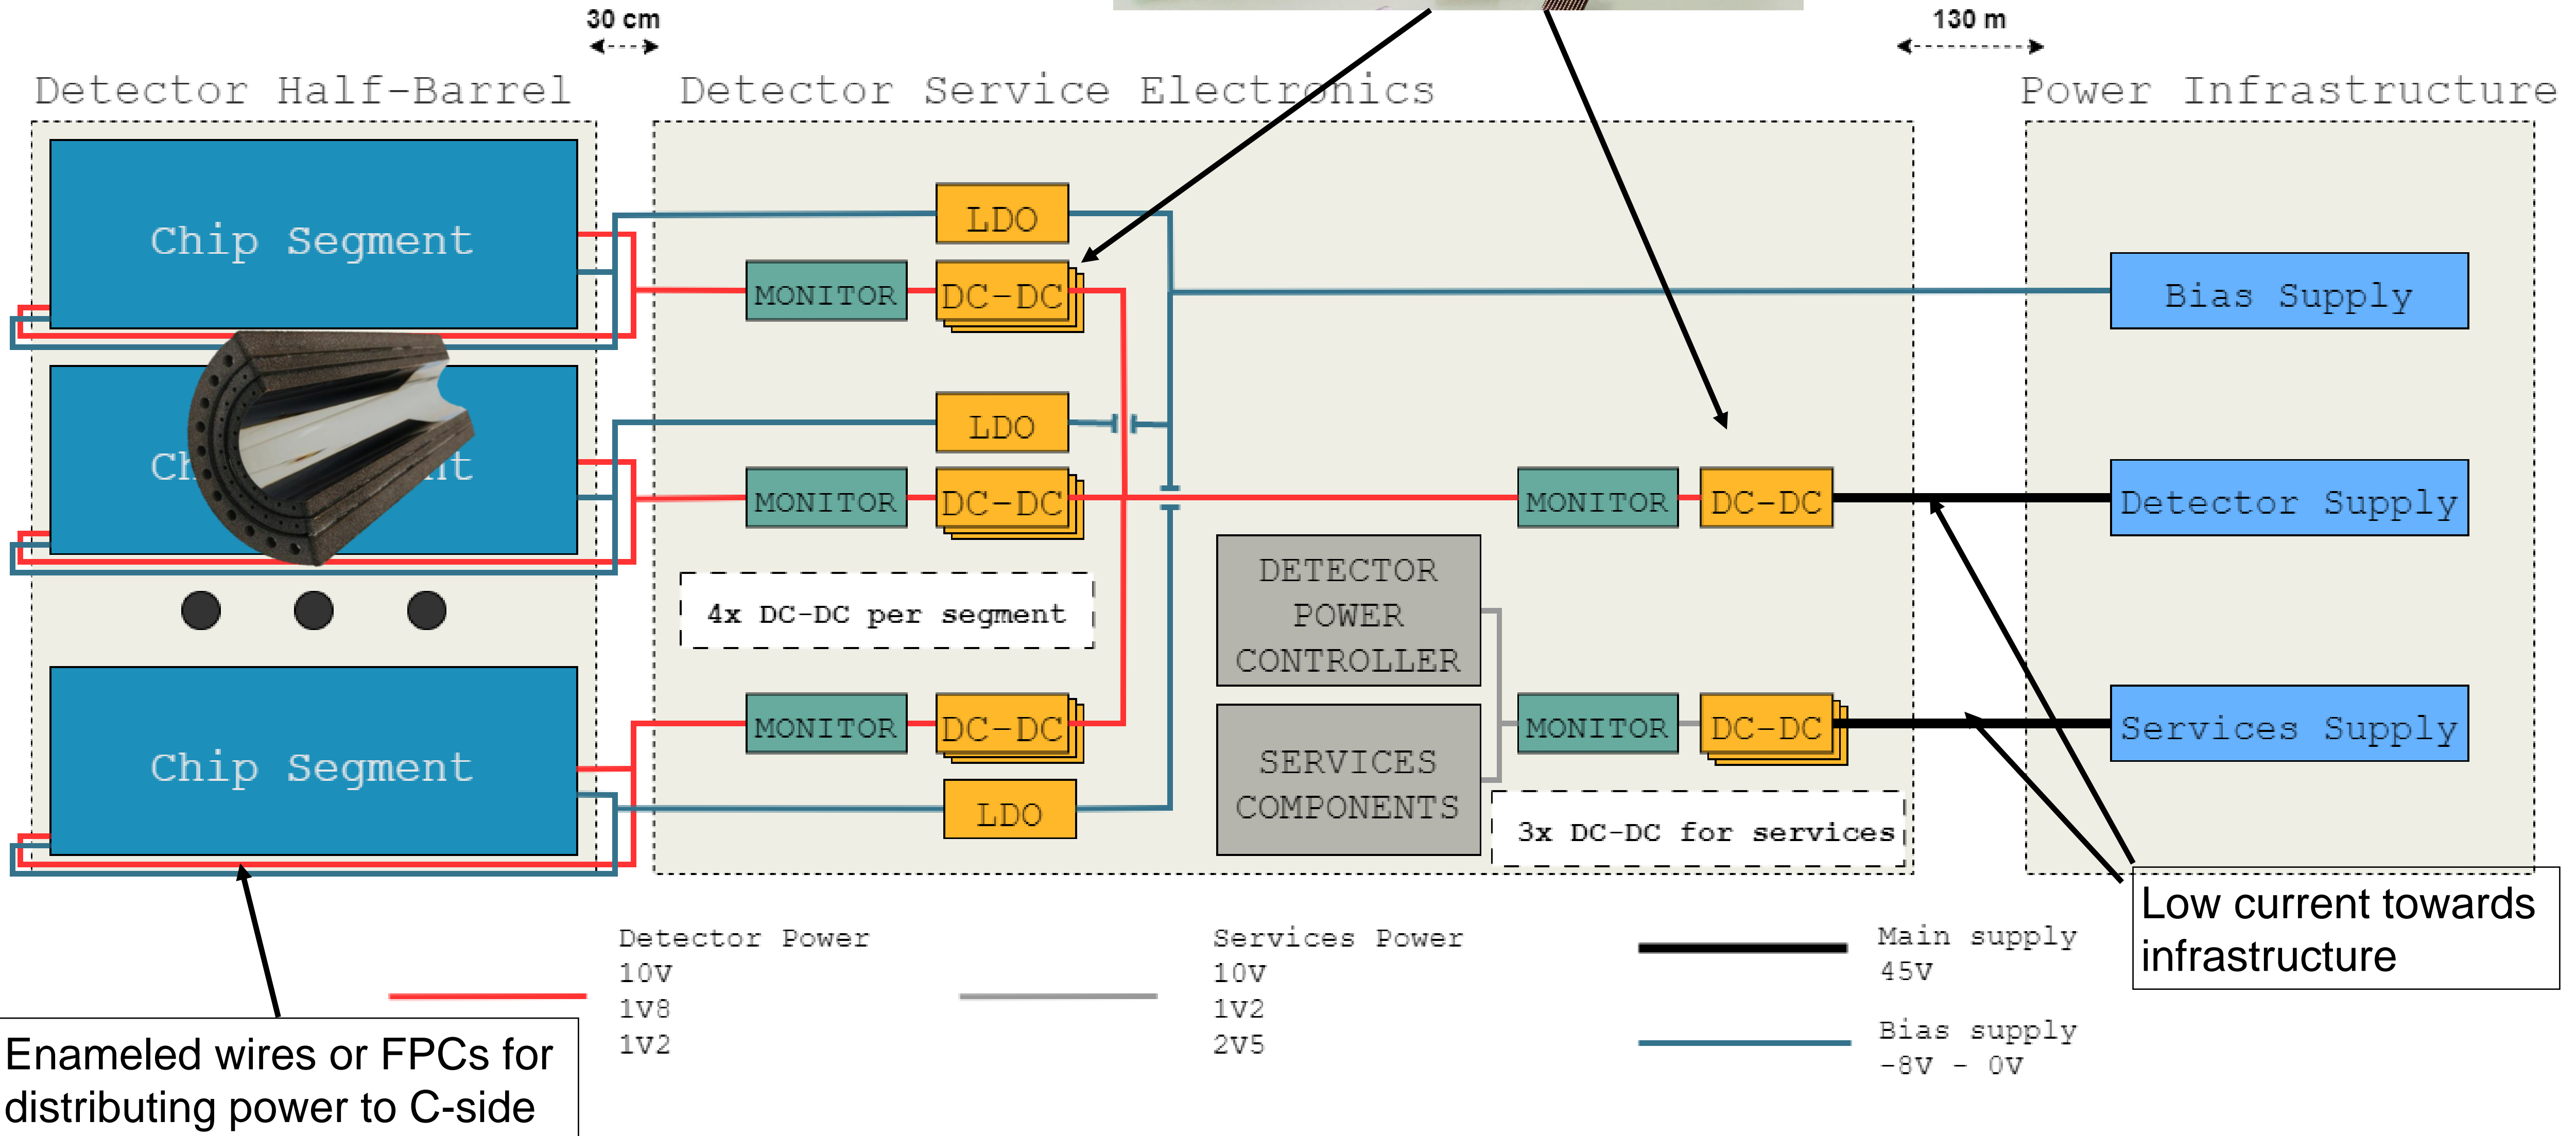 30 cm
130 m
Detector Half-Barrel
Detector Service Electronics
Power Infrastructure
Chip Segment
LDO
MONITOR
DC-DC
Bias Supply
Ch
nt
LDO
MONITOR
DC-DC
MONITOR
DC-DC
Detector Supply
4x DC-DC per segment
DETECTOR
POWER
CONTROLLER
Chip Segment
MONITOR
DC-DC
LDO
SERVICES
COMPONENTS
MONITOR
DC-DC
Services Supply
3x DC-DC for services
Low current towards
infrastructure
Detector Power
10V
1V8
1V2
Services Power
10V
1V2
2V5
Main supply
45V
Bias supply
-8V - 0V
Enameled wires or FPCs for
distributing power to C-side